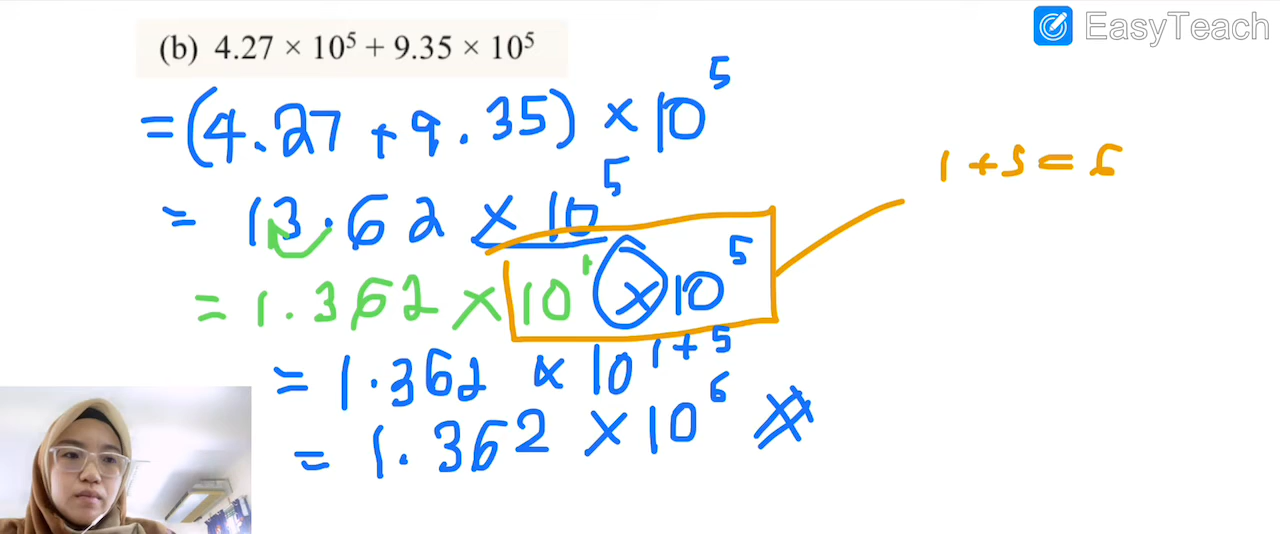 EasyTeach
(b) 4.27 × 10⁵ + 9.35 × 10⁵
= (4.27 + 9.35) × 10⁵
= 13.62 × 10⁵
1 + 5 = 6
= 1.362 × 10¹ × 10⁵
= 1.362 × 10¹⁺⁵
= 1.362 × 10⁶ #